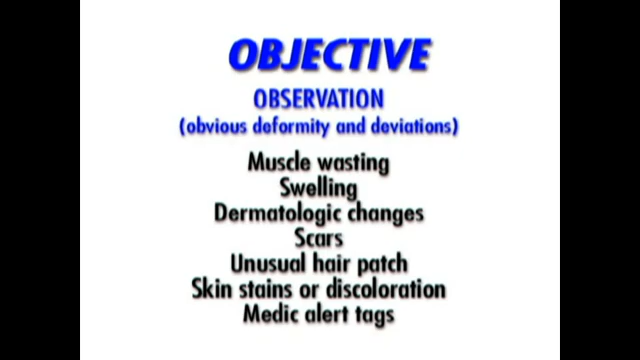 OBJECTIVE
OBSERVATION
(obvious deformity and deviations)
Muscle wasting
Swelling
Dermatologic changes
Scars
Unusual hair patch
Skin stains or discoloration
Medic alert tags